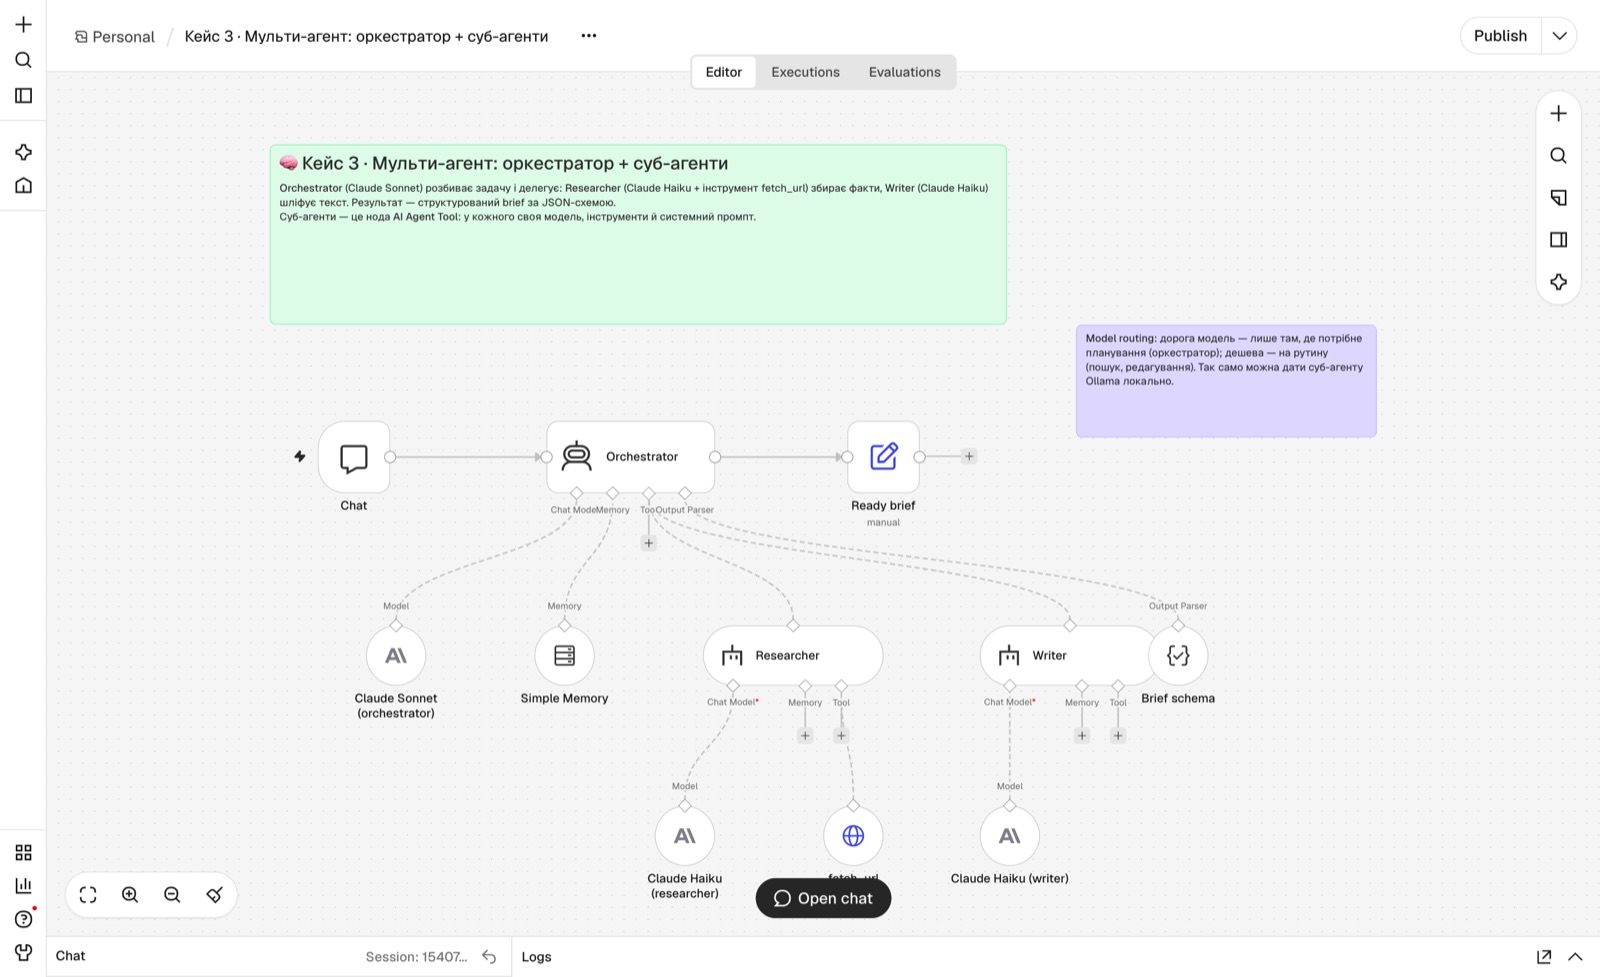 Personal / Кейс 3 · Мульти-агент: оркестратор + суб-агенти ...
Publish
Editor Executions Evaluations
🧠 Кейс 3 · Мульти-агент: оркестратор + суб-агенти
Orchestrator (Claude Sonnet) розбиває задачу і делегує: Researcher (Claude Haiku + інструмент fetch_url) збирає факти, Writer (Claude Haiku)
шліфує текст. Результат — структурований brief за JSON-схемою.
Суб-агенти — це нода AI Agent Tool: у кожного своя модель, інструменти й системний промпт.
Model routing: дорога модель — лише там, де потрібне
планування (оркестратор); дешева — на рутину
(пошук, редагування). Так само можна дати суб-агенту
Ollama локально.
Orchestrator
Chat
Ready brief
manual
Chat Mode Memory Too Output Parser
Model
Memory
Output Parser
Researcher
Writer
Claude Sonnet
(orchestrator)
Simple Memory
Brief schema
Chat Model* Memory Tool
Chat Model* Memory Tool
Model
Model
Claude Haiku
(researcher)
fetch_url
Claude Haiku (writer)
Open chat
Chat
Session: 15407...
Logs